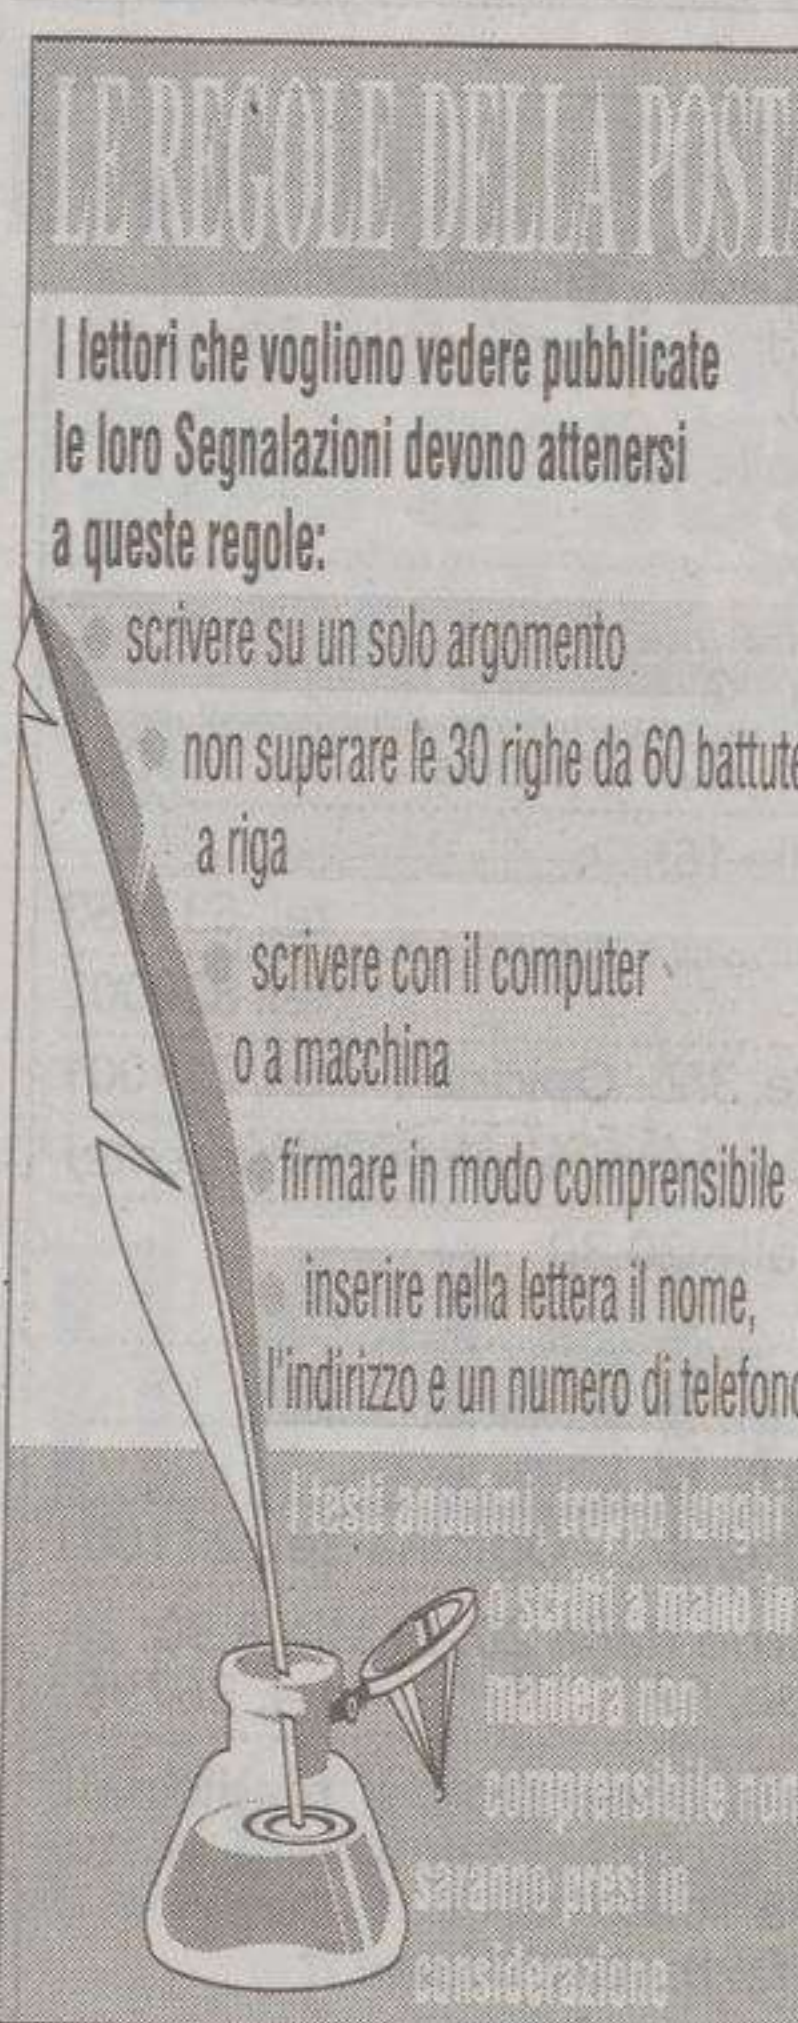 LE REGOLE DELLA POSTA
I lettori che vogliono vedere pubblicate
le loro Segnalazioni devono attenersi
a queste regole:
scrivere su un solo argomento
non superare le 30 righe da 60 battute
a riga
scrivere con il computer
o a macchina
firmare in modo comprensibile
inserire nella lettera il nome,
l'indirizzo e un numero di telefono
I testi anonimi, troppo lunghi
o scritti a mano in
maniera non
comprensibile non
saranno presi in
considerazione